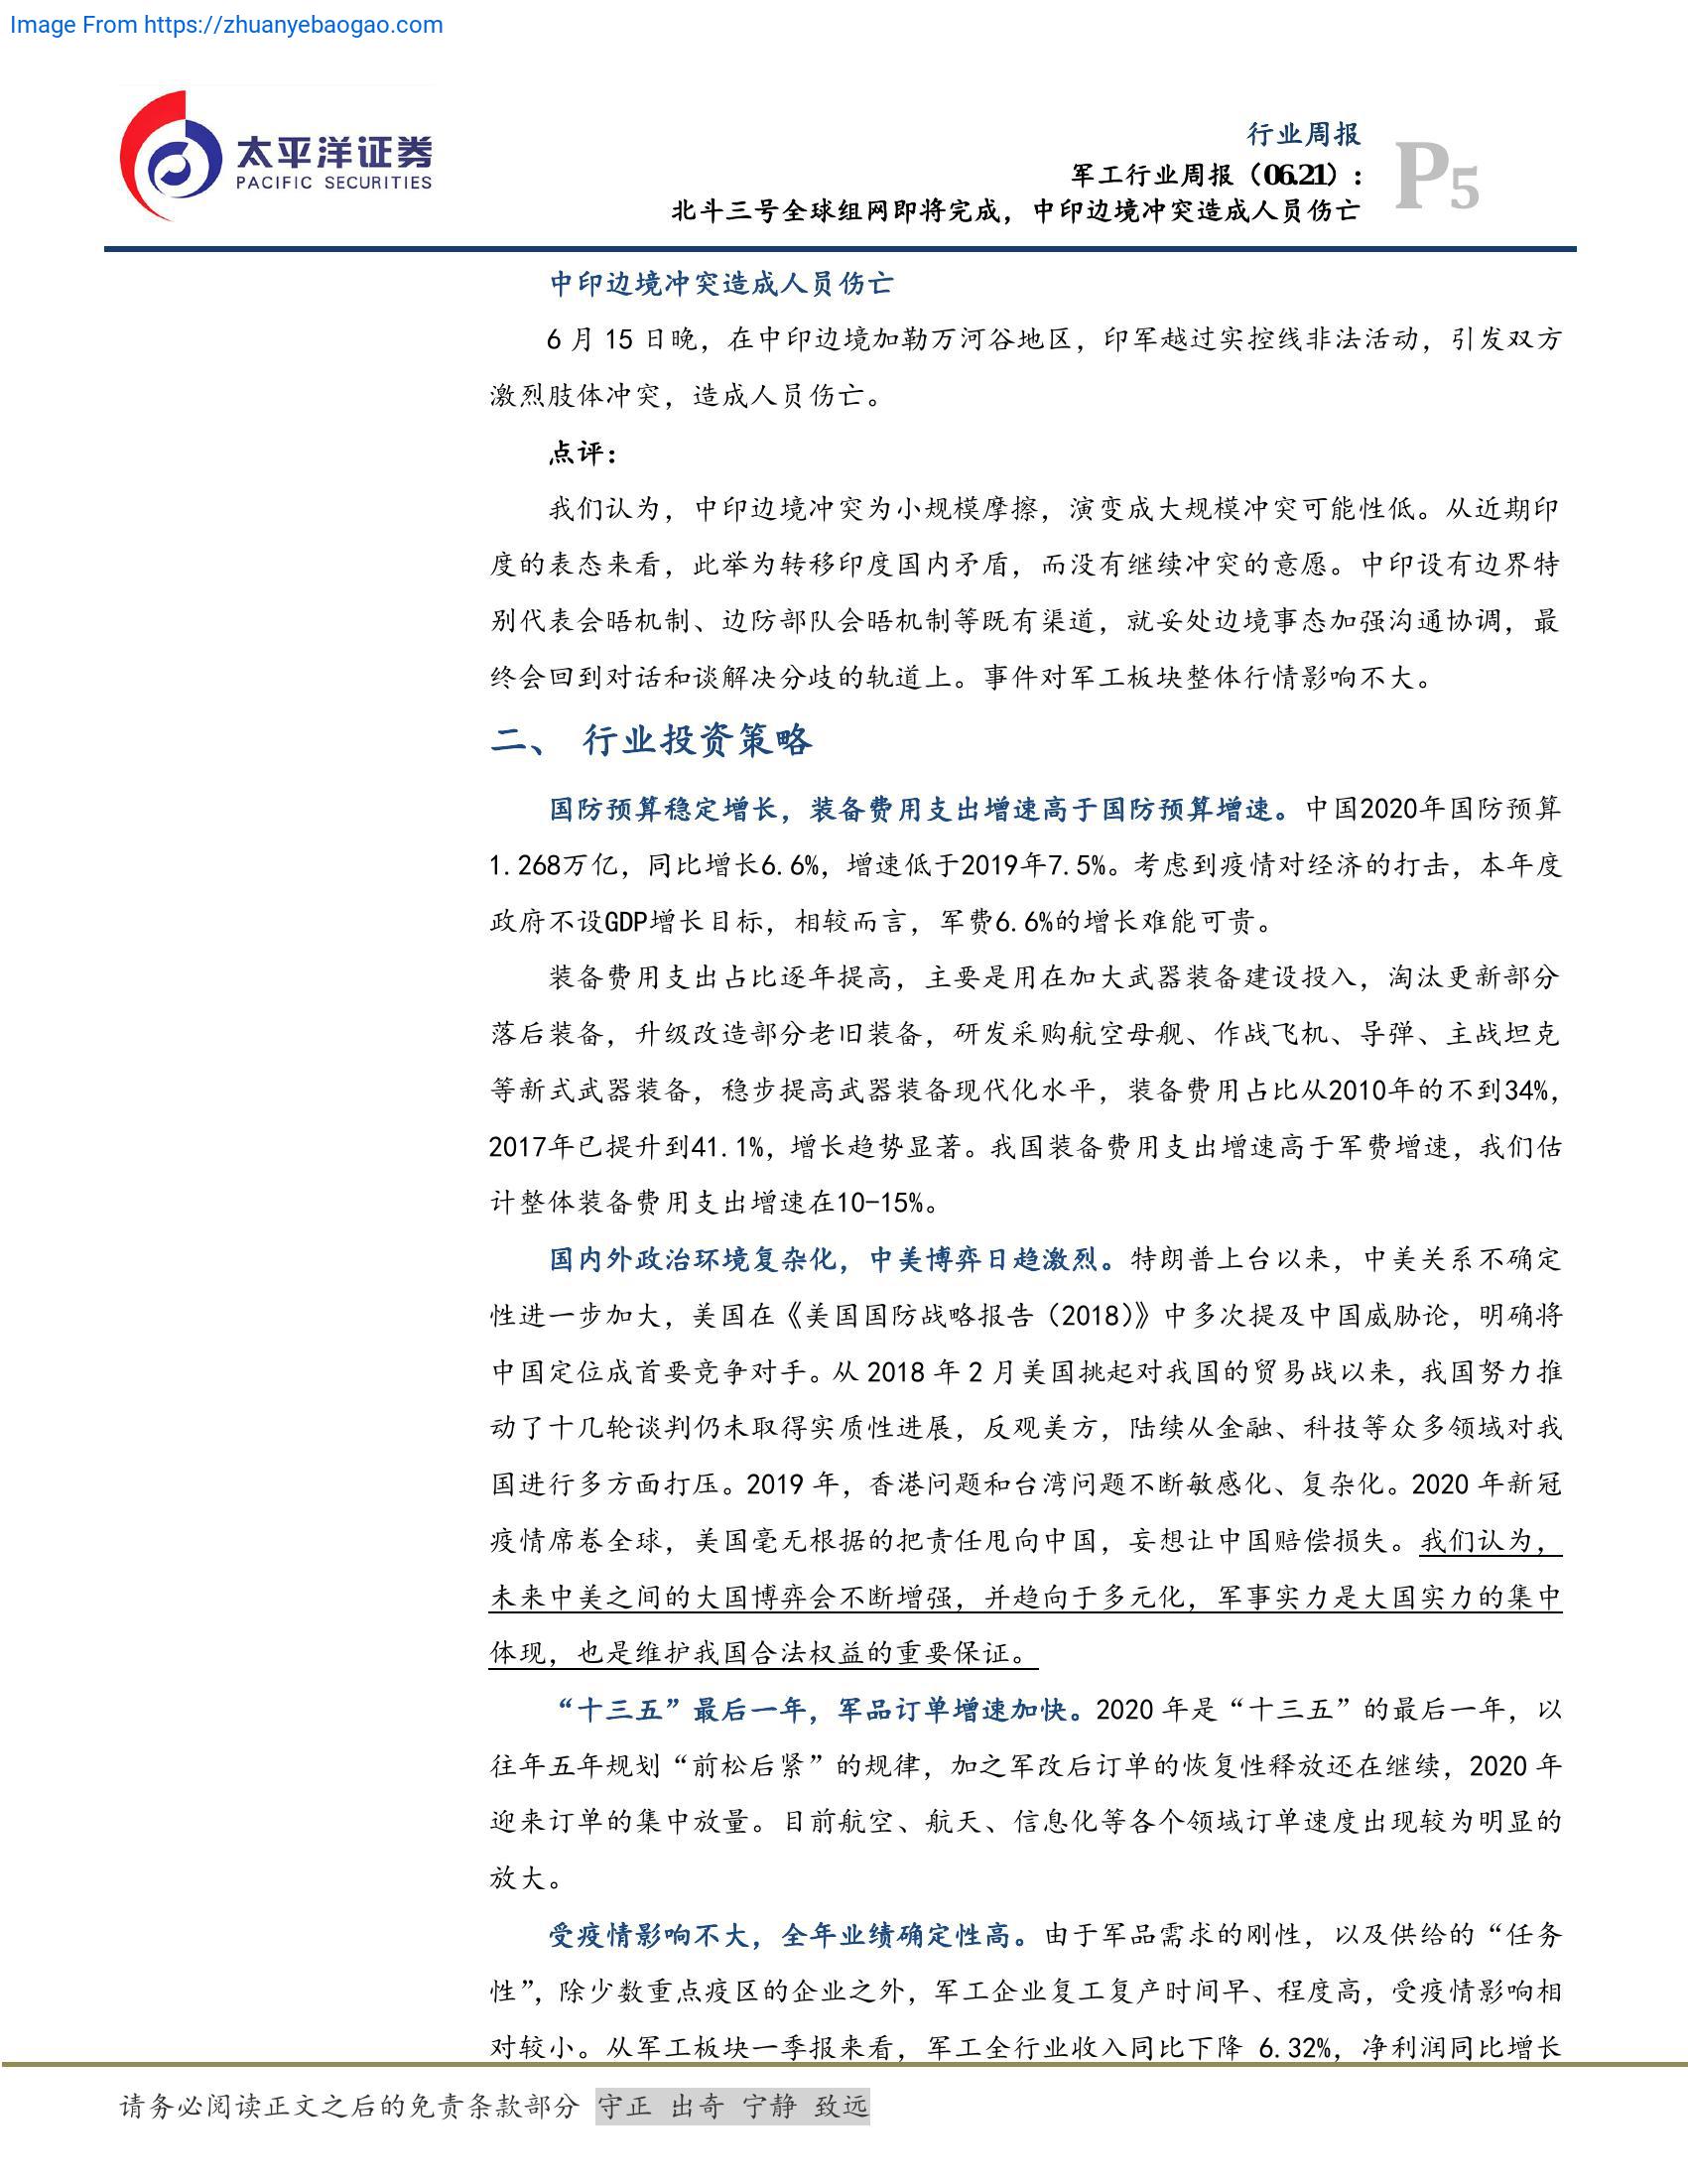 Image From https://zhuanyebaogao.com
太平洋证券
PACIFIC SECURITIES
行业周报
军工行业周报（06.21）:
北斗三号全球组网即将完成，中印边境冲突造成人员伤亡
P5
中印边境冲突造成人员伤亡
6 月 15 日晚，在中印边境加勒万河谷地区，印军越过实控线非法活动，引发双方
激烈肢体冲突，造成人员伤亡。
点评：
我们认为，中印边境冲突为小规模摩擦，演变成大规模冲突可能性低。从近期印
度的表态来看，此举为转移印度国内矛盾，而没有继续冲突的意愿。中印设有边界特
别代表会晤机制、边防部队会晤机制等既有渠道，就妥处边境事态加强沟通协调，最
终会回到对话和谈解决分歧的轨道上。事件对军工板块整体行情影响不大。
二、 行业投资策略
国防预算稳定增长，装备费用支出增速高于国防预算增速。中国2020年国防预算
1.268万亿，同比增长6.6%，增速低于2019年7.5%。考虑到疫情对经济的打击，本年度
政府不设GDP增长目标，相较而言，军费6.6%的增长难能可贵。
装备费用支出占比逐年提高，主要是用在加大武器装备建设投入，淘汰更新部分
落后装备，升级改造部分老旧装备，研发采购航空母舰、作战飞机、导弹、主战坦克
等新式武器装备，稳步提高武器装备现代化水平，装备费用占比从2010年的不到34%，
2017年已提升到41.1%，增长趋势显著。我国装备费用支出增速高于军费增速，我们估
计整体装备费用支出增速在10-15%。
国内外政治环境复杂化，中美博弈日趋激烈。特朗普上台以来，中美关系不确定
性进一步加大，美国在《美国国防战略报告（2018）》中多次提及中国威胁论，明确将
中国定位成首要竞争对手。从 2018 年 2 月美国挑起对我国的贸易战以来，我国努力推
动了十几轮谈判仍未取得实质性进展，反观美方，陆续从金融、科技等众多领域对我
国进行多方面打压。2019 年，香港问题和台湾问题不断敏感化、复杂化。2020 年新冠
疫情席卷全球，美国毫无根据的把责任甩向中国，妄想让中国赔偿损失。我们认为，
未来中美之间的大国博弈会不断增强，并趋向于多元化，军事实力是大国实力的集中
体现，也是维护我国合法权益的重要保证。
“十三五”最后一年，军品订单增速加快。2020 年是“十三五”的最后一年，以
往年五年规划“前松后紧”的规律，加之军改后订单的恢复性释放还在继续，2020 年
迎来订单的集中放量。目前航空、航天、信息化等各个领域订单速度出现较为明显的
放大。
受疫情影响不大，全年业绩确定性高。由于军品需求的刚性，以及供给的“任务
性”，除少数重点疫区的企业之外，军工企业复工复产时间早、程度高，受疫情影响相
对较小。从军工板块一季报来看，军工全行业收入同比下降 6.32%，净利润同比增长
请务必阅读正文之后的免责条款部分 守正 出奇 宁静 致远